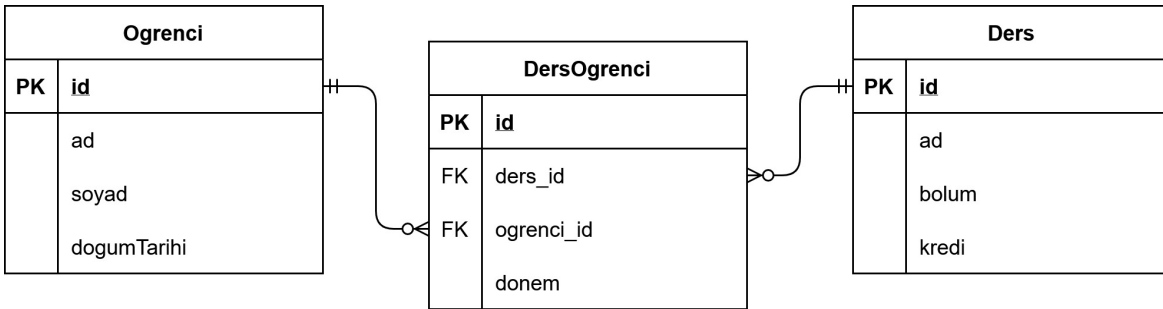 Ogrenci
PK id
ad
soyad
dogumTarihi
DersOgrenci
PK id
FK ders_id
FK ogrenci_id
donem
Ders
PK id
ad
bolum
kredi